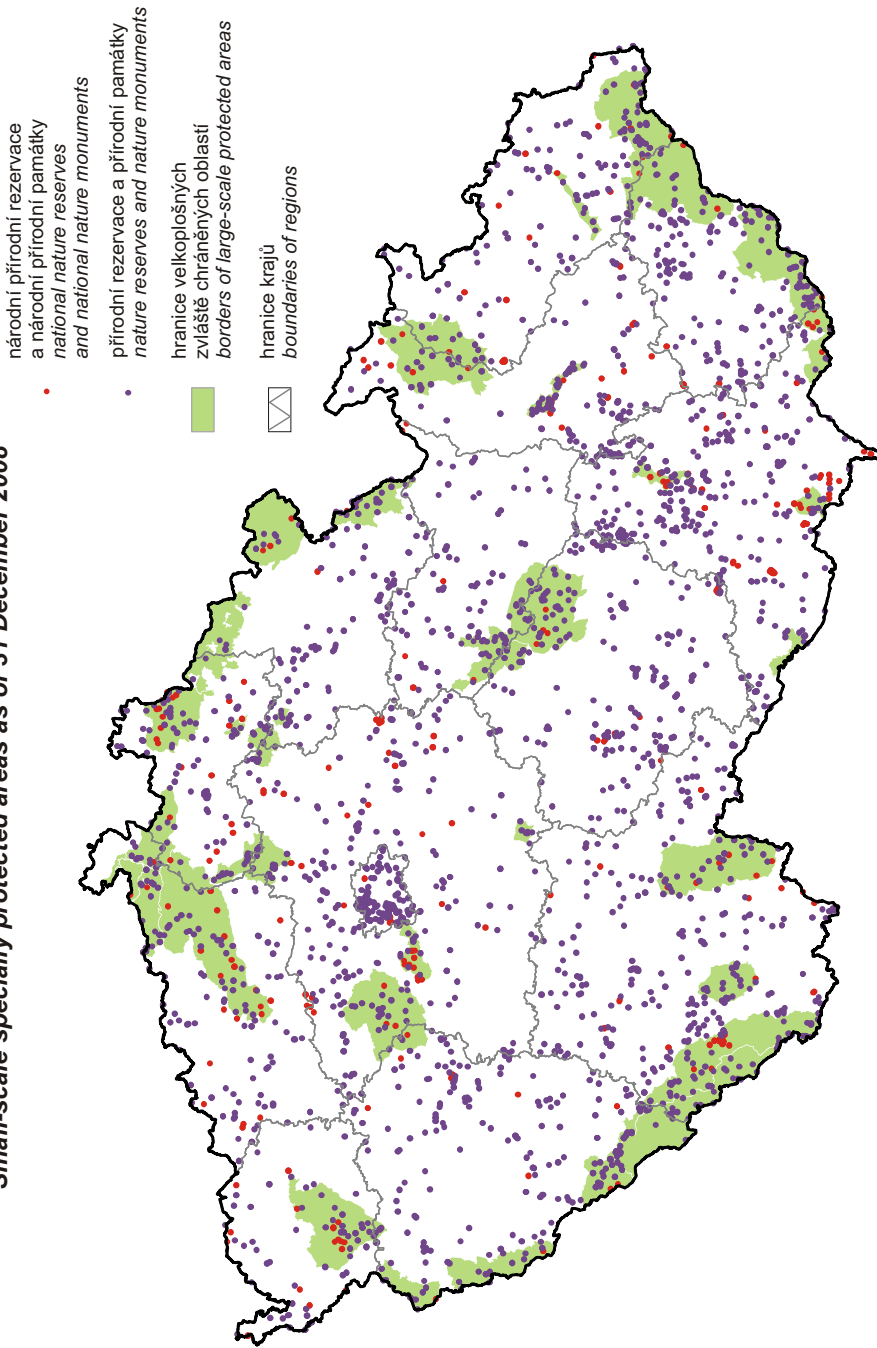 Small-scale specially protected areas as of 31 December 2008
národní přírodní rezervace
a národní přírodní památky
national nature reserves
and national nature monuments
přírodní rezervace a přírodní památky
nature reserves and nature monuments
hranice velkoplošných
zvláště chráněných oblastí
borders of large-scale protected areas
hranice krajů
boundaries of regions